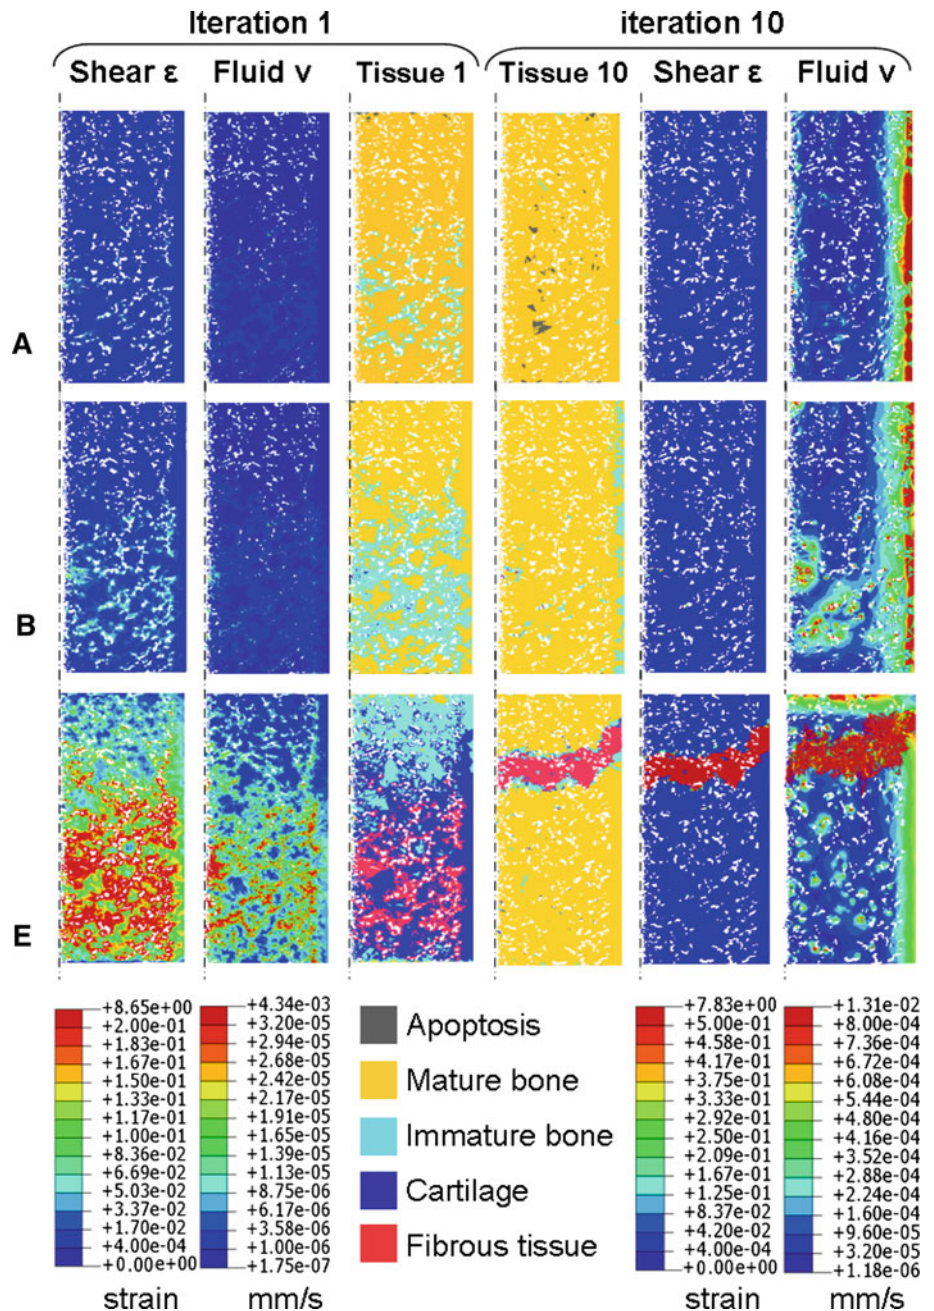 Iteration 1 iteration 10
Shear ε Fluid v Tissue 1 Tissue 10 Shear ε Fluid v
A
B
E
+8.65e+00
+2.00e-01
+1.83e-01
+1.67e-01
+1.50e-01
+1.33e-01
+1.17e-01
+1.00e-01
+8.36e-02
+6.69e-02
+5.03e-02
+3.37e-02
+1.70e-02
+4.00e-04
+0.00e+00
strain
+4.34e-03
+3.20e-05
+2.94e-05
+2.68e-05
+2.42e-05
+2.17e-05
+1.91e-05
+1.65e-05
+1.39e-05
+1.13e-05
+8.75e-06
+6.17e-06
+3.58e-06
+1.00e-06
+1.75e-07
mm/s
Apoptosis
Mature bone
Immature bone
Cartilage
Fibrous tissue
+7.83e+00
+5.00e-01
+4.58e-01
+4.17e-01
+3.75e-01
+3.33e-01
+2.92e-01
+2.50e-01
+2.09e-01
+1.67e-01
+1.25e-01
+8.37e-02
+4.20e-02
+4.00e-04
+0.00e+00
strain
+1.31e-02
+8.00e-04
+7.36e-04
+6.72e-04
+6.08e-04
+5.44e-04
+4.80e-04
+4.16e-04
+3.52e-04
+2.88e-04
+2.24e-04
+1.60e-04
+9.60e-05
+3.20e-05
+1.18e-06
mm/s